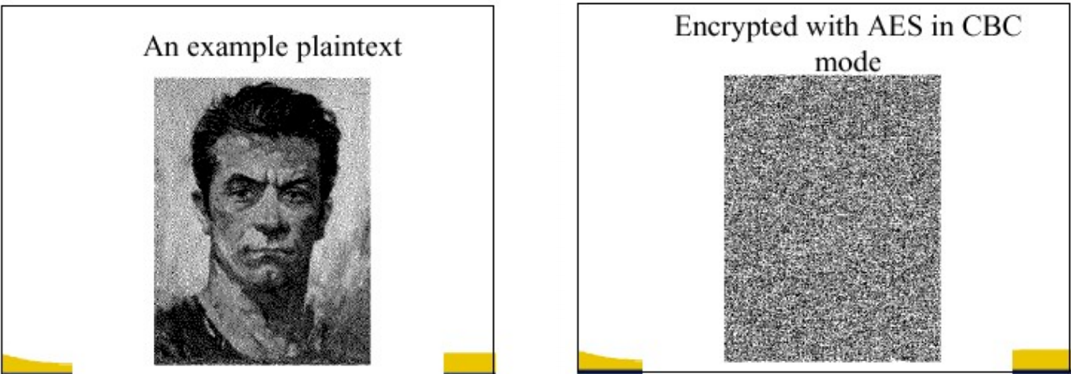 An example plaintext
Encrypted with AES in CBC
mode